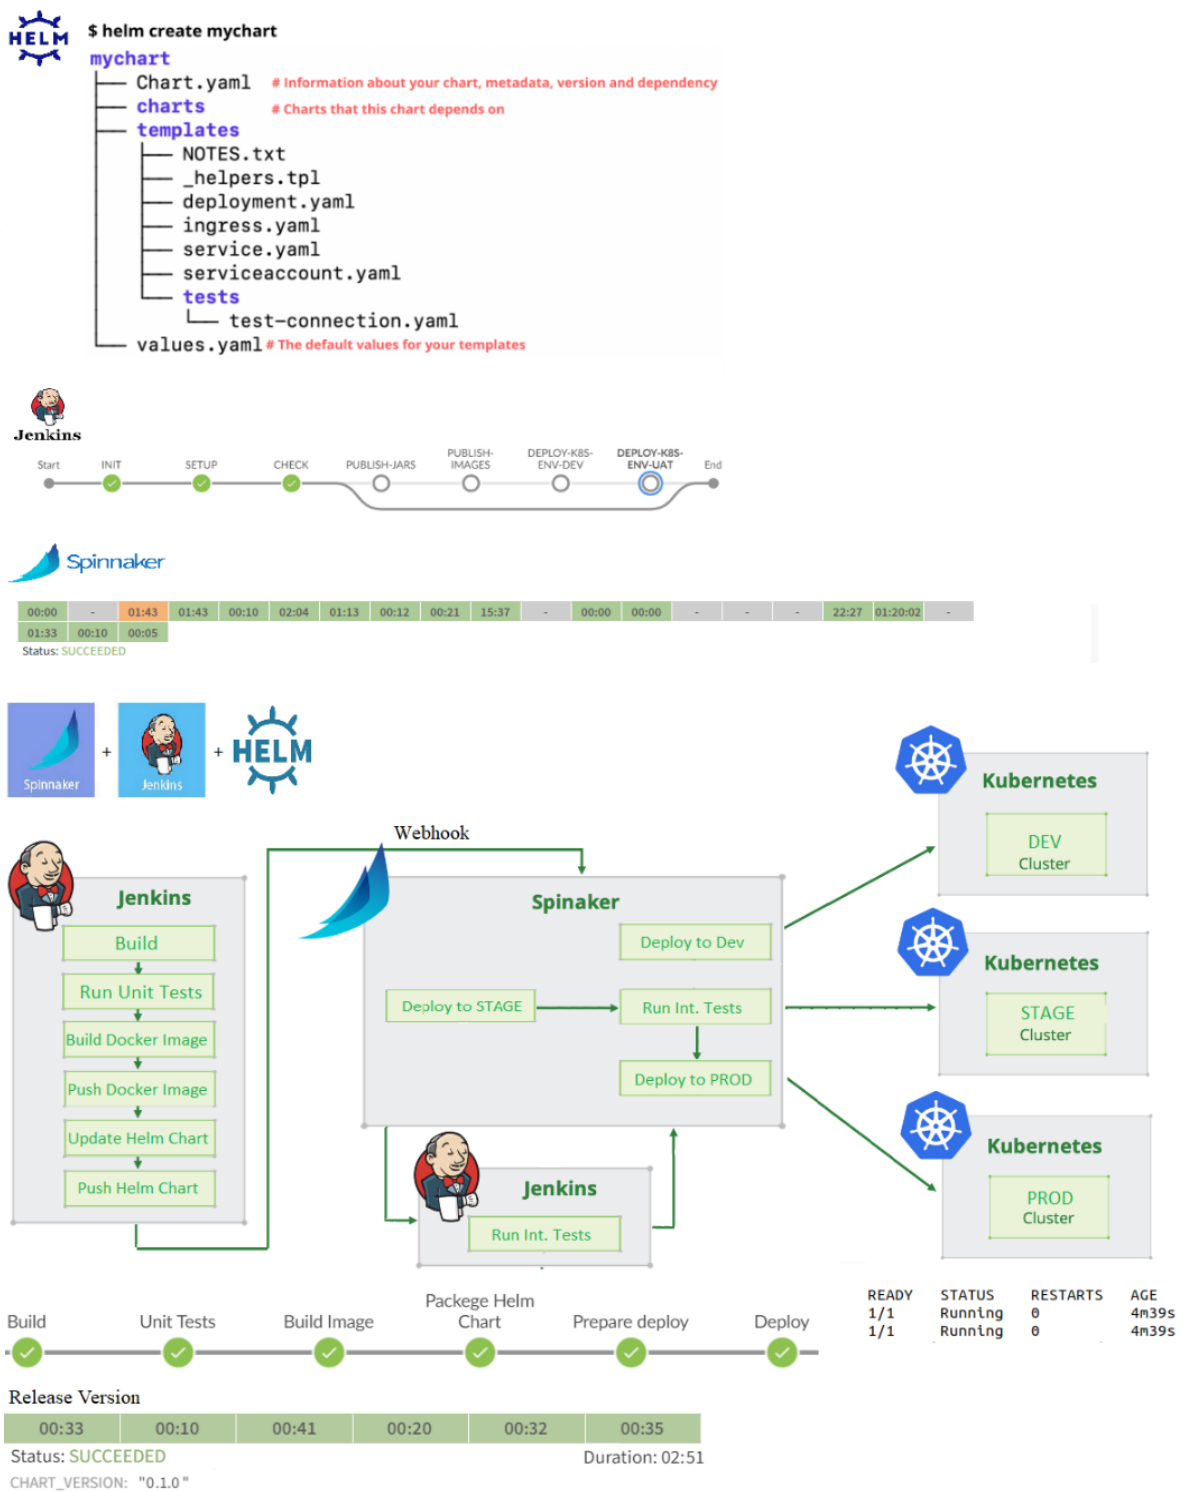 HELM
$ helm create mychart
mychart
Chart.yaml # Information about your chart, metadata, version and dependency
charts # Charts that this chart depends on
templates
NOTES.txt
_helpers.tpl
deployment.yaml
ingress.yaml
service.yaml
serviceaccount.yaml
tests
test-connection.yaml
values.yaml # The default values for your templates
Jenkins
Start INIT SETUP CHECK PUBLISH-JARS PUBLISH-IMAGES DEPLOY-K8S-ENV-DEV DEPLOY-K8S-ENV-UAT End
Spinnaker
00:00 - 01:43 01:43 00:10 02:04 01:13 00:12 00:21 15:37 - 00:00 00:00 - - - 22:27 01:20:02 -
01:33 00:10 00:05
Status: SUCCEEDED
Spinnaker + Jenkins + HELM
Webhook
Jenkins
Build
Run Unit Tests
Build Docker Image
Push Docker Image
Update Helm Chart
Push Helm Chart
Spinaker
Deploy to Dev
Deploy to STAGE
Run Int. Tests
Deploy to PROD
Jenkins
Run Int. Tests
Kubernetes
DEV
Cluster
Kubernetes
STAGE
Cluster
Kubernetes
PROD
Cluster
READY STATUS RESTARTS AGE
1/1 Running 0 4m39s
1/1 Running 0 4m39s
Build Unit Tests Build Image Packege Helm Chart Prepare deploy Deploy
Release Version
00:33 00:10 00:41 00:20 00:32 00:35
Status: SUCCEEDED Duration: 02:51
CHART_VERSION: "0.1.0"